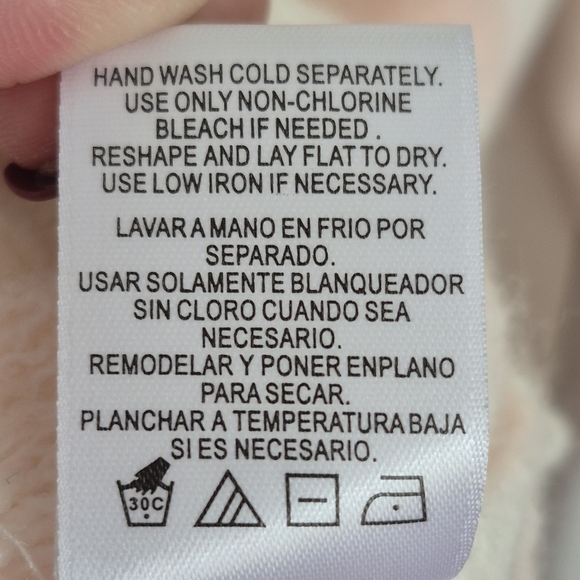 HAND WASH COLD SEPARATELY.
USE ONLY NON-CHLORINE
BLEACH IF NEEDED .
RESHAPE AND LAY FLAT TO DRY.
USE LOW IRON IF NECESSARY.
LAVAR A MANO EN FRIO POR
SEPARADO.
USAR SOLAMENTE BLANQUEADOR
SIN CLORO CUANDO SEA
NECESARIO.
REMODELAR Y PONER ENPLANO
PARA SECAR.
PLANCHAR A TEMPERATURA BAJA
SI ES NECESARIO.
30C